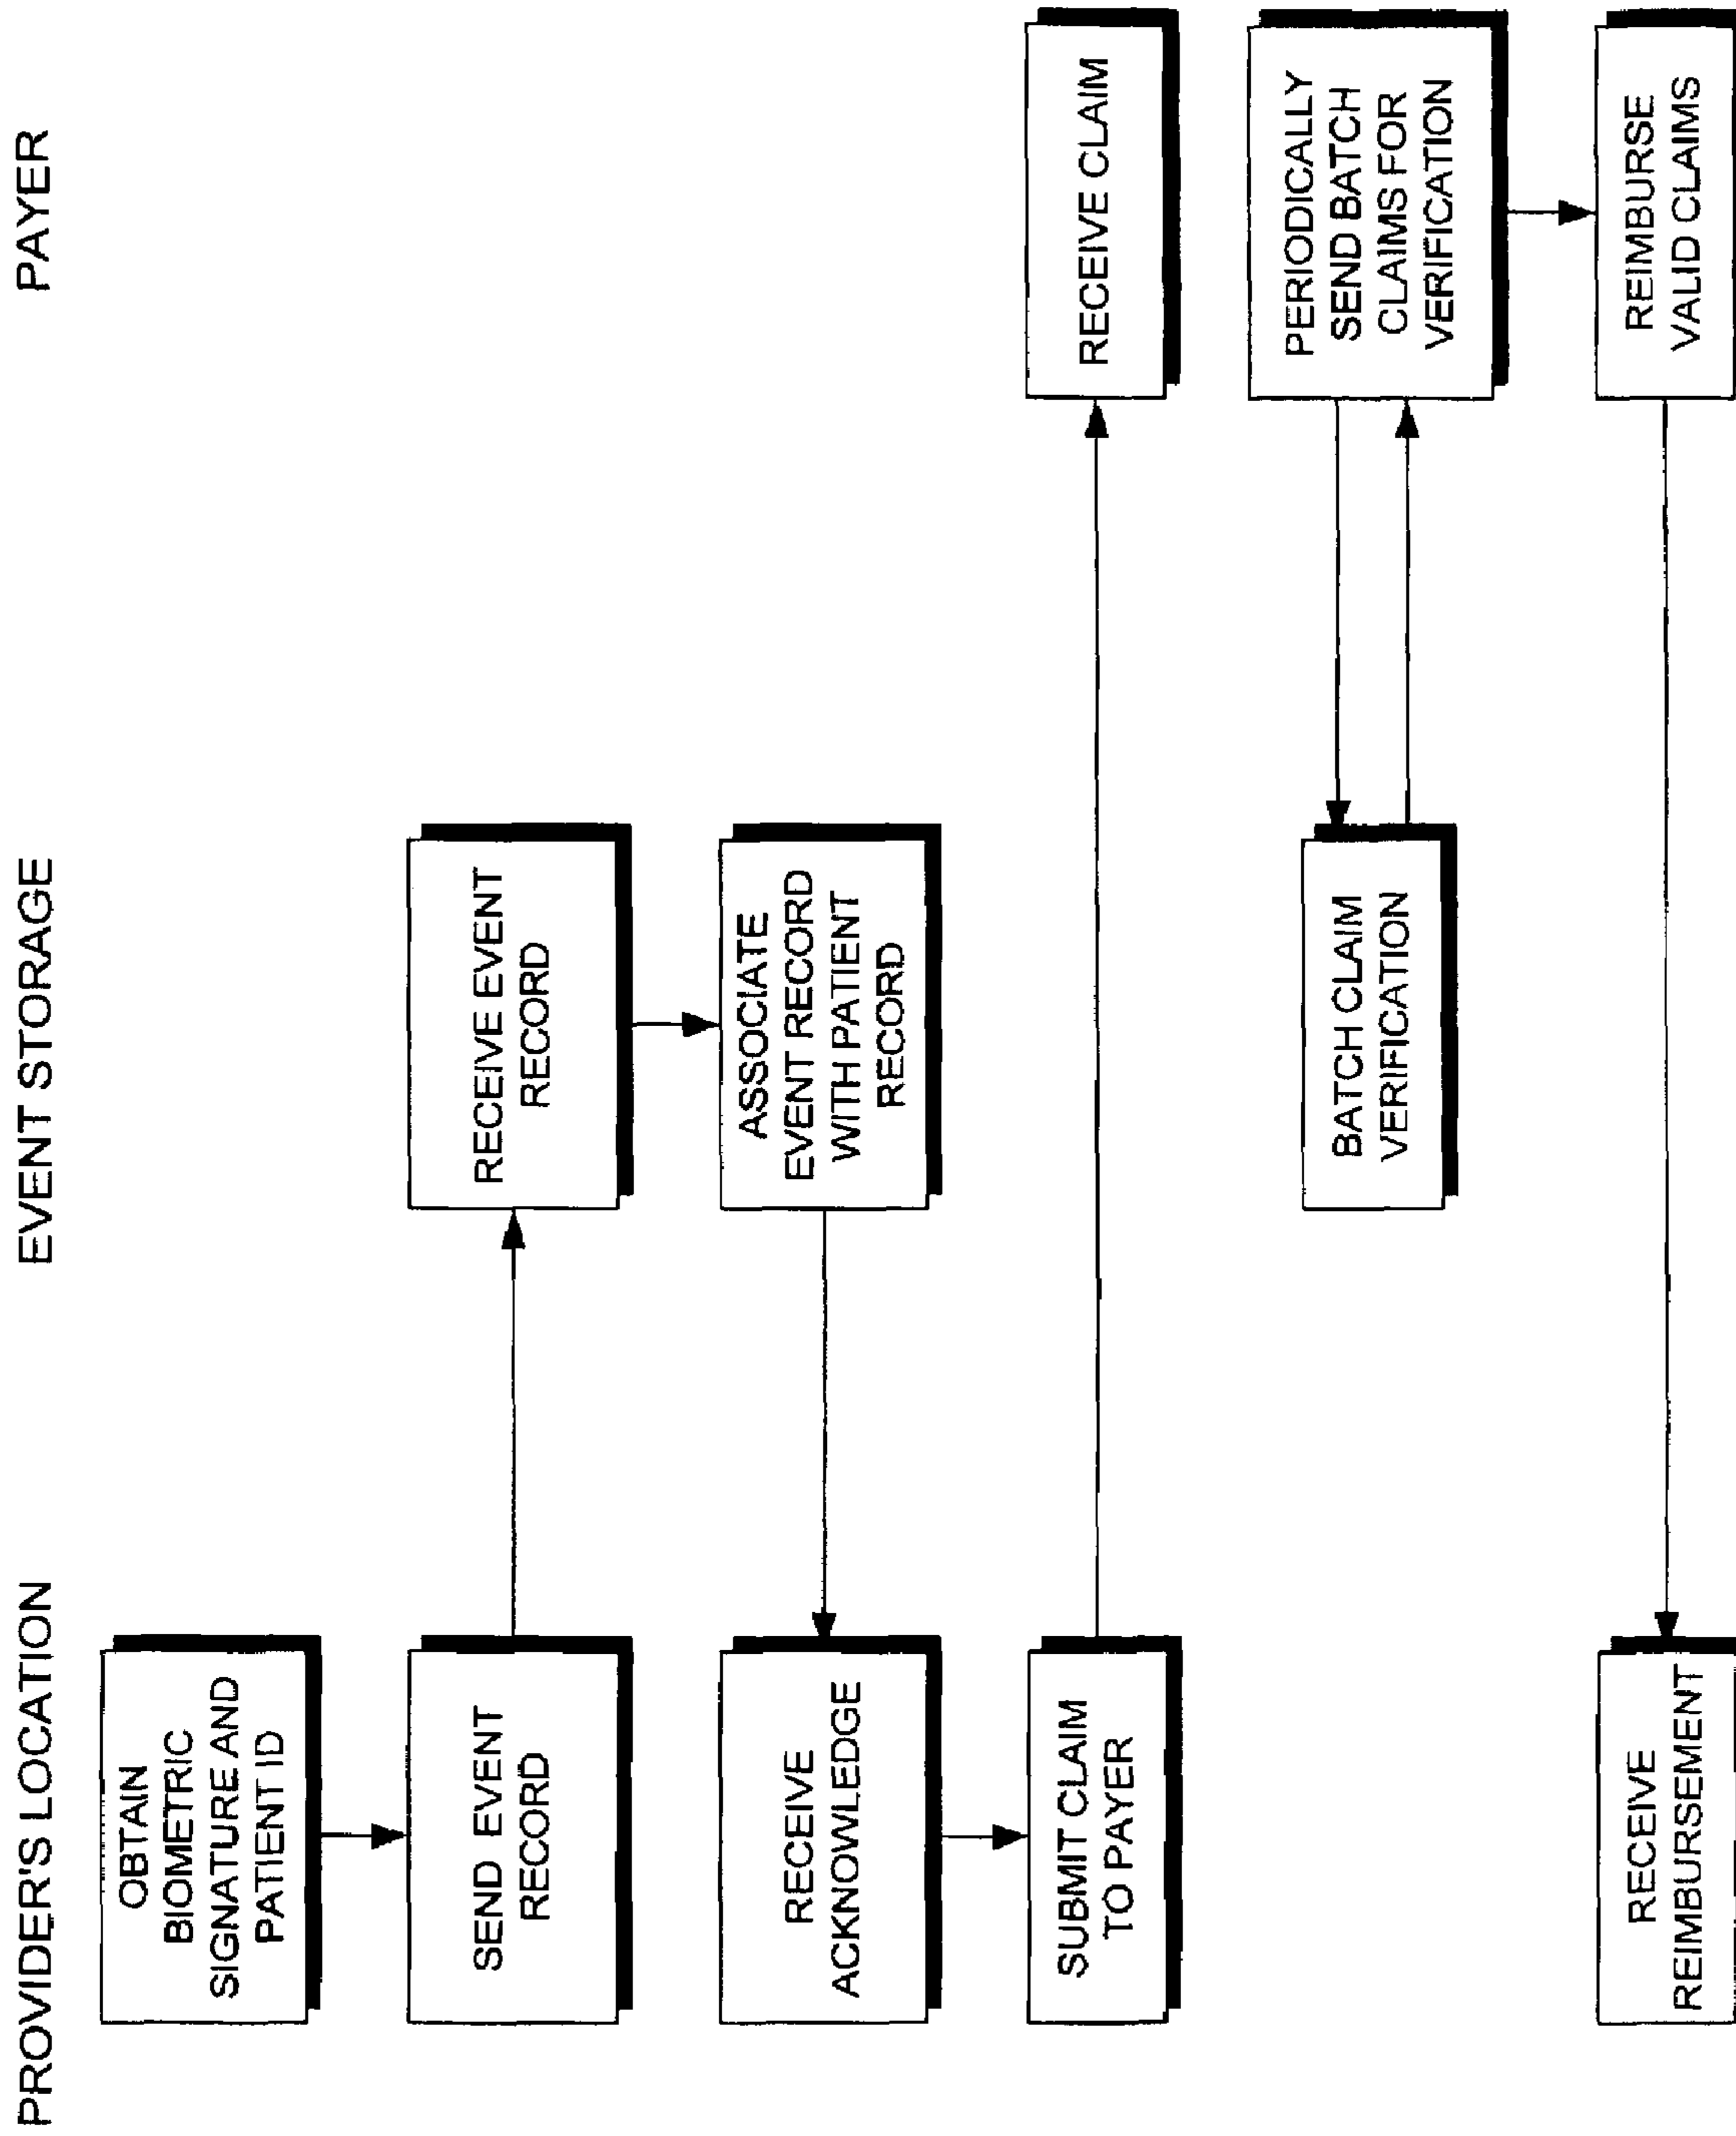 PROVIDER'S LOCATION
EVENT STORAGE
PAYER
OBTAIN
BIOMETRIC
SIGNATURE AND
PATIENT ID
SEND EVENT
RECORD
RECEIVE EVENT
RECORD
ASSOCIATE
EVENT RECORD
WITH PATIENT
RECORD
RECEIVE
ACKNOWLEDGE
SUBMIT CLAIM
TO PAYER
RECEIVE CLAIM
PERIODICALLY
SEND BATCH
CLAIMS FOR
VERIFICATION
BATCH CLAIM
VERIFICATION
REIMBURSE
VALID CLAIMS
RECEIVE
REIMBURSEMENT